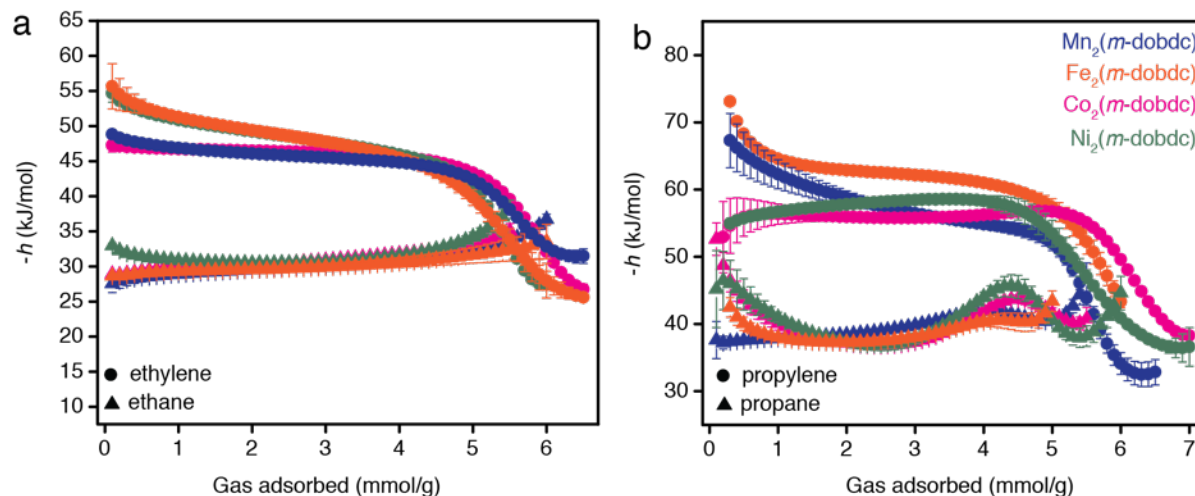 a
-h (kJ/mol)
65
60
55
50
45
40
35
30
25
20
15
10
ethylene
ethane
0 1 2 3 4 5 6
Gas adsorbed (mmol/g)
b
-h (kJ/mol)
80
70
60
50
40
30
Mn2(m-dobdc)
Fe2(m-dobdc)
Co2(m-dobdc)
Ni2(m-dobdc)
propylene
propane
0 1 2 3 4 5 6 7
Gas adsorbed (mmol/g)